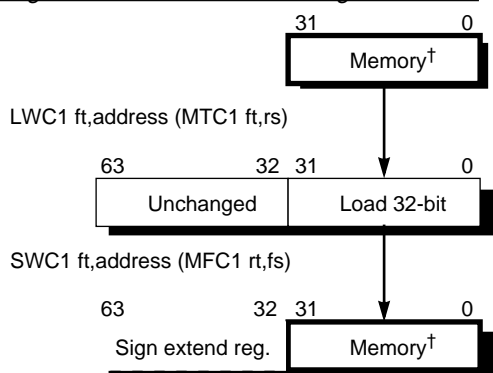 31 0
Memory†
LWC1 ft,address (MTC1 ft,rs)
63 32 31 0
Unchanged Load 32-bit
SWC1 ft,address (MFC1 rt,fs)
63 32 31 0
Sign extend reg. Memory†